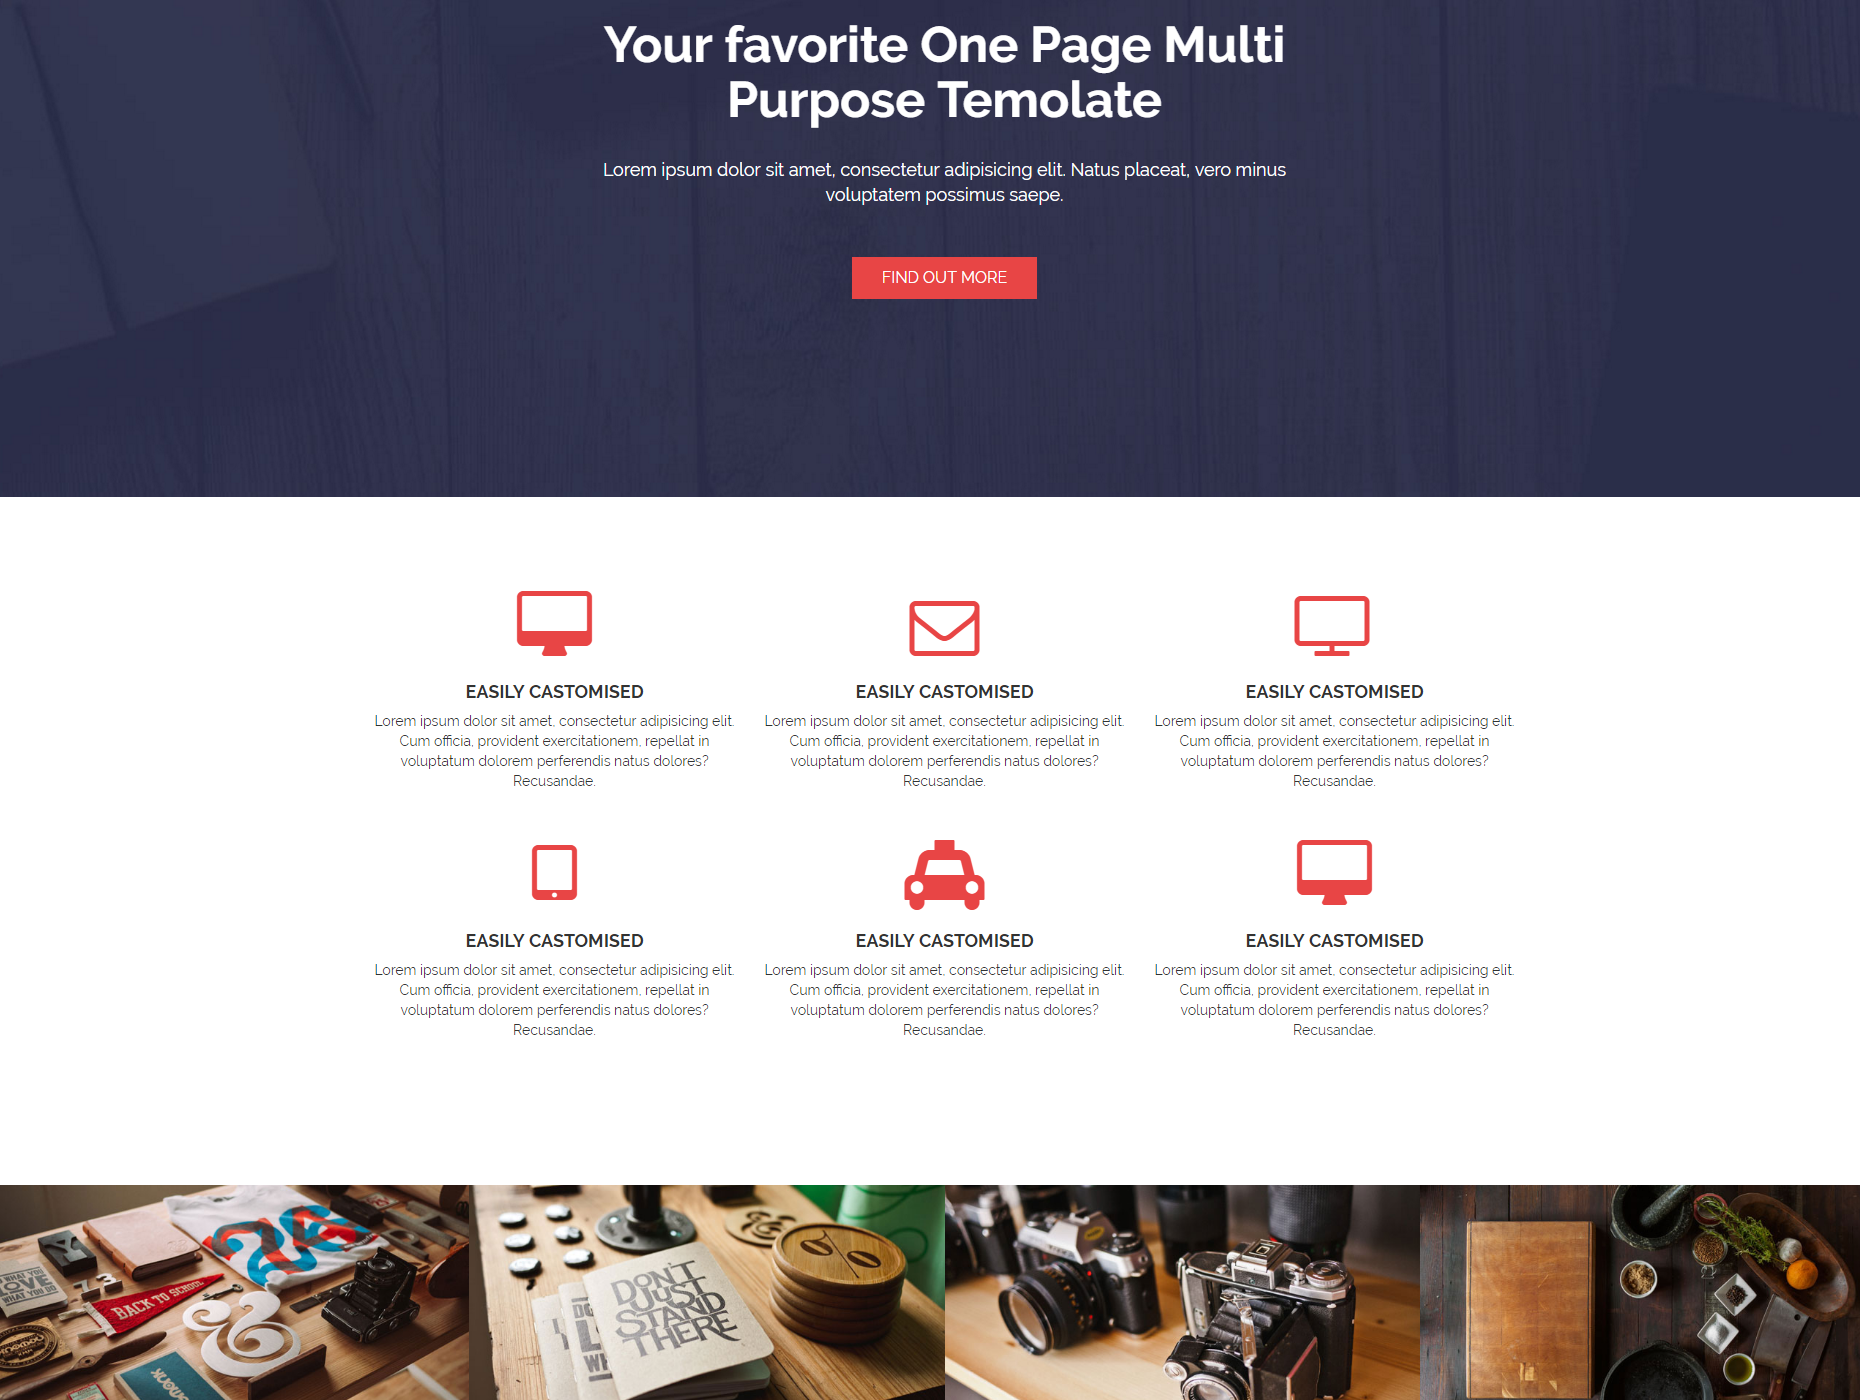 Your favorite One Page Multi
Purpose Temolate
Lorem ipsum dolor sit amet, consectetur adipisicing elit. Natus placeat, vero minus
voluptatem possimus saepe.
FIND OUT MORE
EASILY CASTOMISED
Lorem ipsum dolor sit amet, consectetur adipisicing elit.
Cum officia, provident exercitationem, repellat in
voluptatum dolorem perferendis natus dolores?
Recusandae.
EASILY CASTOMISED
Lorem ipsum dolor sit amet, consectetur adipisicing elit.
Cum officia, provident exercitationem, repellat in
voluptatum dolorem perferendis natus dolores?
Recusandae.
EASILY CASTOMISED
Lorem ipsum dolor sit amet, consectetur adipisicing elit.
Cum officia, provident exercitationem, repellat in
voluptatum dolorem perferendis natus dolores?
Recusandae.
EASILY CASTOMISED
Lorem ipsum dolor sit amet, consectetur adipisicing elit.
Cum officia, provident exercitationem, repellat in
voluptatum dolorem perferendis natus dolores?
Recusandae.
EASILY CASTOMISED
Lorem ipsum dolor sit amet, consectetur adipisicing elit.
Cum officia, provident exercitationem, repellat in
voluptatum dolorem perferendis natus dolores?
Recusandae.
EASILY CASTOMISED
Lorem ipsum dolor sit amet, consectetur adipisicing elit.
Cum officia, provident exercitationem, repellat in
voluptatum dolorem perferendis natus dolores?
Recusandae.
WHAT YOU
LOVE
WHAT YOU DO
73
BACK TO SCHOOL
&
DON'T
JUST
STAND
THERE
&
%